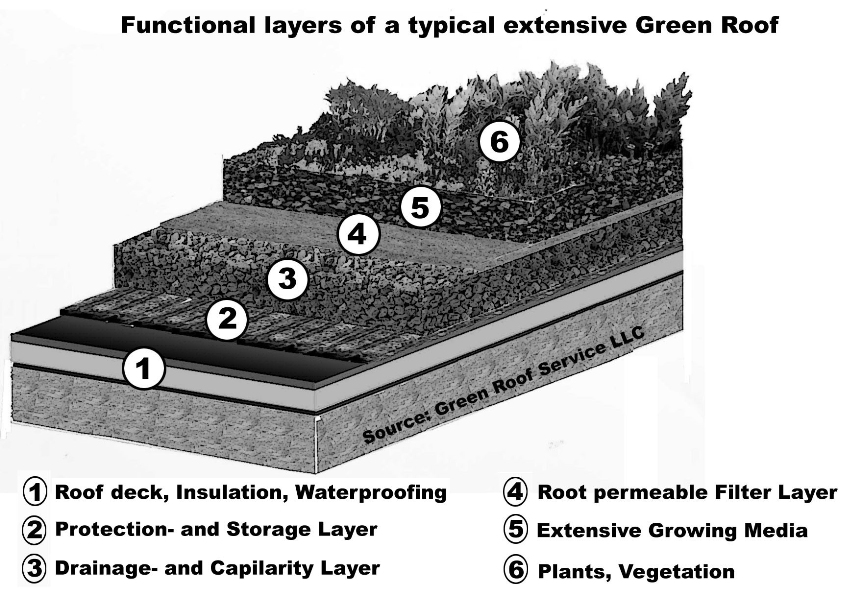 Functional layers of a typical extensive Green Roof
6
5
4
3
2
1
Source: Green Roof Service LLC
1 Roof deck, Insulation, Waterproofing
2 Protection- and Storage Layer
3 Drainage- and Capilarity Layer
4 Root permeable Filter Layer
5 Extensive Growing Media
6 Plants, Vegetation